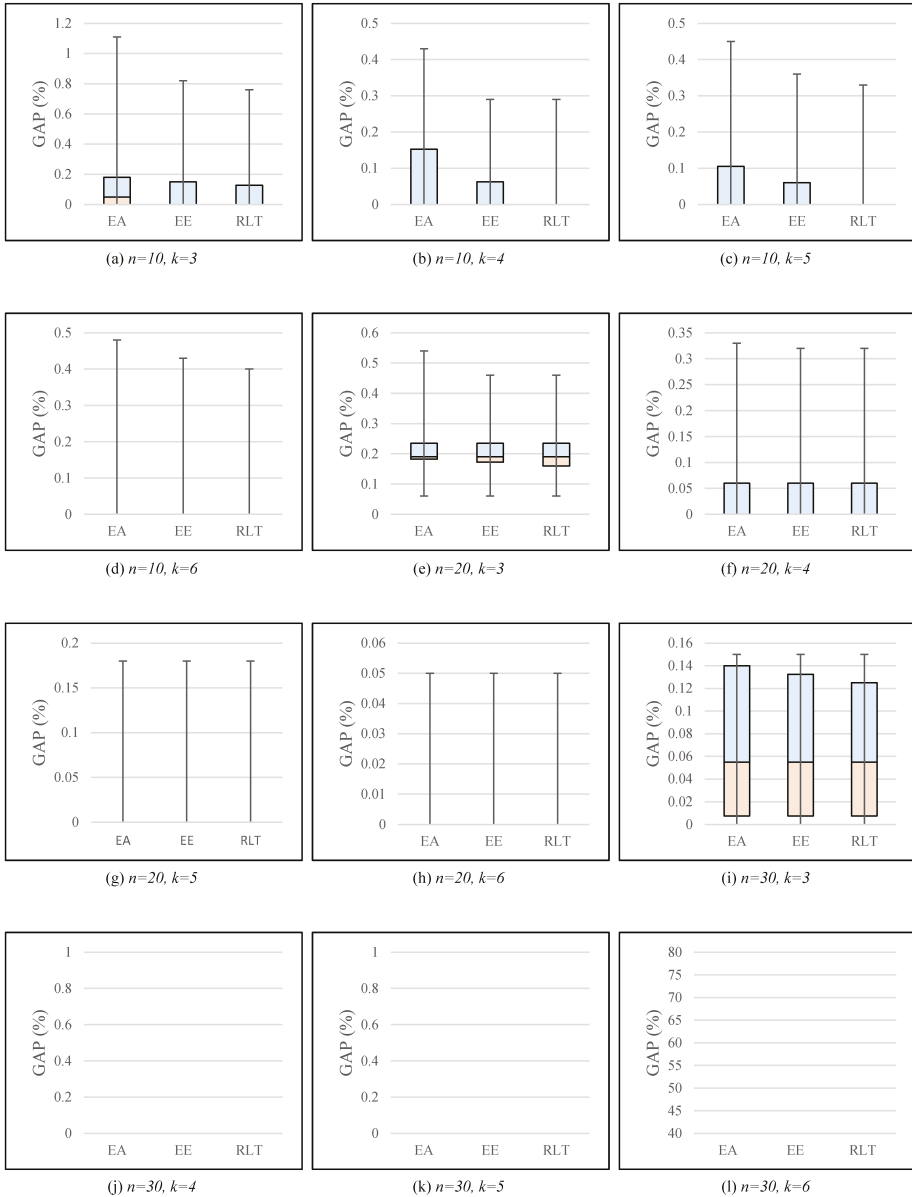 GAP (%)
1.2
1
0.8
0.6
0.4
0.2
0
EA EE RLT
(a) n=10, k=3
GAP (%)
0.5
0.4
0.3
0.2
0.1
0
EA EE RLT
(b) n=10, k=4
GAP (%)
0.5
0.4
0.3
0.2
0.1
0
EA EE RLT
(c) n=10, k=5
GAP (%)
0.5
0.4
0.3
0.2
0.1
0
EA EE RLT
(d) n=10, k=6
GAP (%)
0.6
0.5
0.4
0.3
0.2
0.1
0
EA EE RLT
(e) n=20, k=3
GAP (%)
0.35
0.3
0.25
0.2
0.15
0.1
0.05
0
EA EE RLT
(f) n=20, k=4
GAP (%)
0.2
0.15
0.1
0.05
0
EA EE RLT
(g) n=20, k=5
GAP (%)
0.06
0.05
0.04
0.03
0.02
0.01
0
EA EE RLT
(h) n=20, k=6
GAP (%)
0.16
0.14
0.12
0.1
0.08
0.06
0.04
0.02
0
EA EE RLT
(i) n=30, k=3
GAP (%)
1
0.8
0.6
0.4
0.2
0
EA EE RLT
(j) n=30, k=4
GAP (%)
1
0.8
0.6
0.4
0.2
0
EA EE RLT
(k) n=30, k=5
GAP (%)
80
75
70
65
60
55
50
45
40
EA EE RLT
(l) n=30, k=6